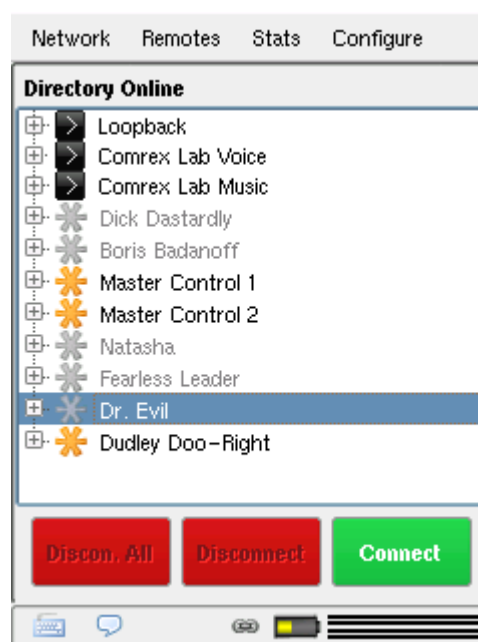 Network Remotes Stats Configure
Directory Online
Loopback
Comrex Lab Voice
Comrex Lab Music
Dick Dastardly
Boris Badanoff
Master Control 1
Master Control 2
Natasha
Fearless Leader
Dr. Evil
Dudley Doo-Right
Discon. All Disconnect Connect